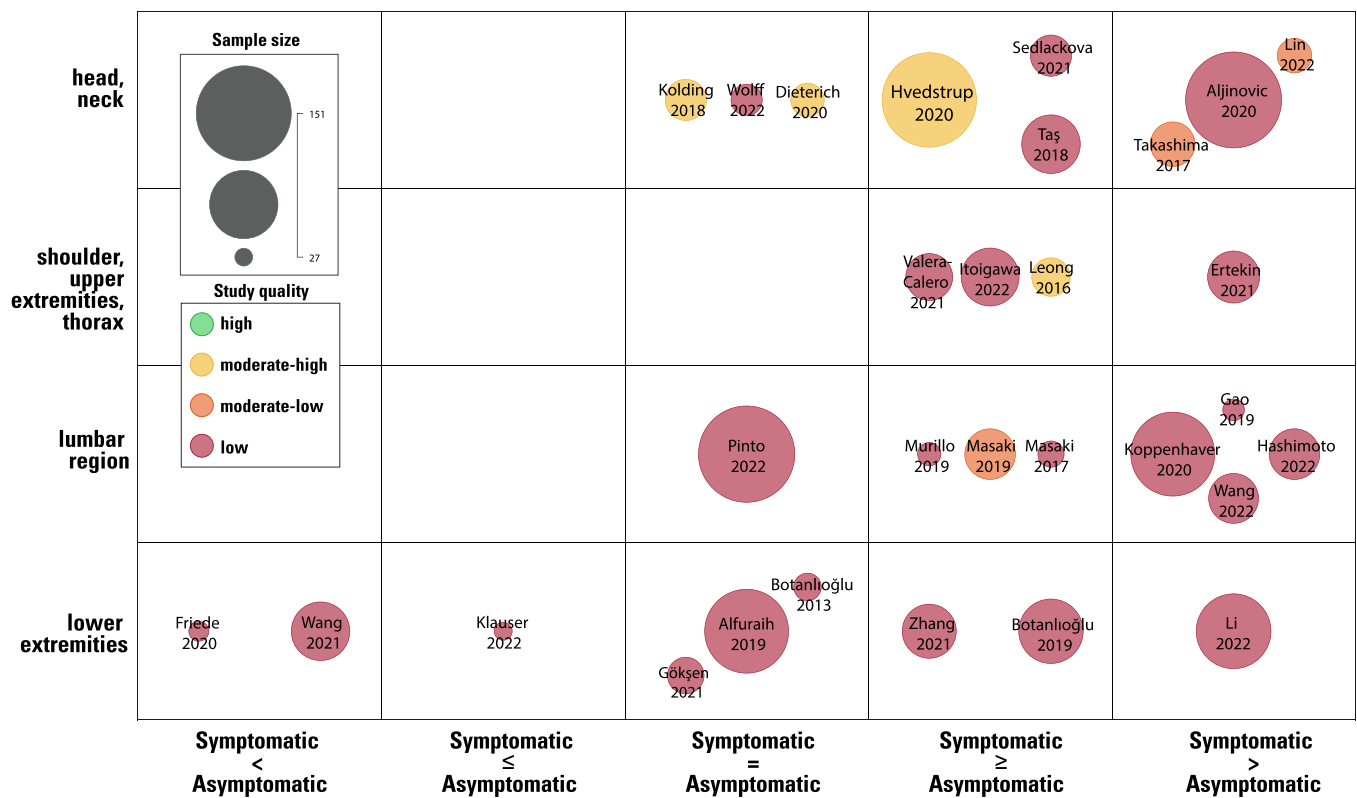 Sample size
151
27
Study quality
high
moderate-high
moderate-low
low
head,
neck
Kolding
2018
Wolff
2022
Dieterich
2020
Hvedstrup
2020
Sedlackova
2021
Taş
2018
Lin
2022
Aljinovic
2020
Takashima
2017
shoulder,
upper
extremities,
thorax
Valera-
Calero
2021
Itoigawa
2022
Leong
2016
Ertekin
2021
lumbar
region
Pinto
2022
Murillo
2019
Masaki
2019
Masaki
2017
Gao
2019
Koppenhaver
2020
Hashimoto
2022
Wang
2022
lower
extremities
Friede
2020
Wang
2021
Klauser
2022
Botanlıoğlu
2013
Alfuraih
2019
Gökşen
2021
Zhang
2021
Botanlıoğlu
2019
Li
2022
Symptomatic
<
Asymptomatic
Symptomatic
≤
Asymptomatic
Symptomatic
=
Asymptomatic
Symptomatic
≥
Asymptomatic
Symptomatic
>
Asymptomatic